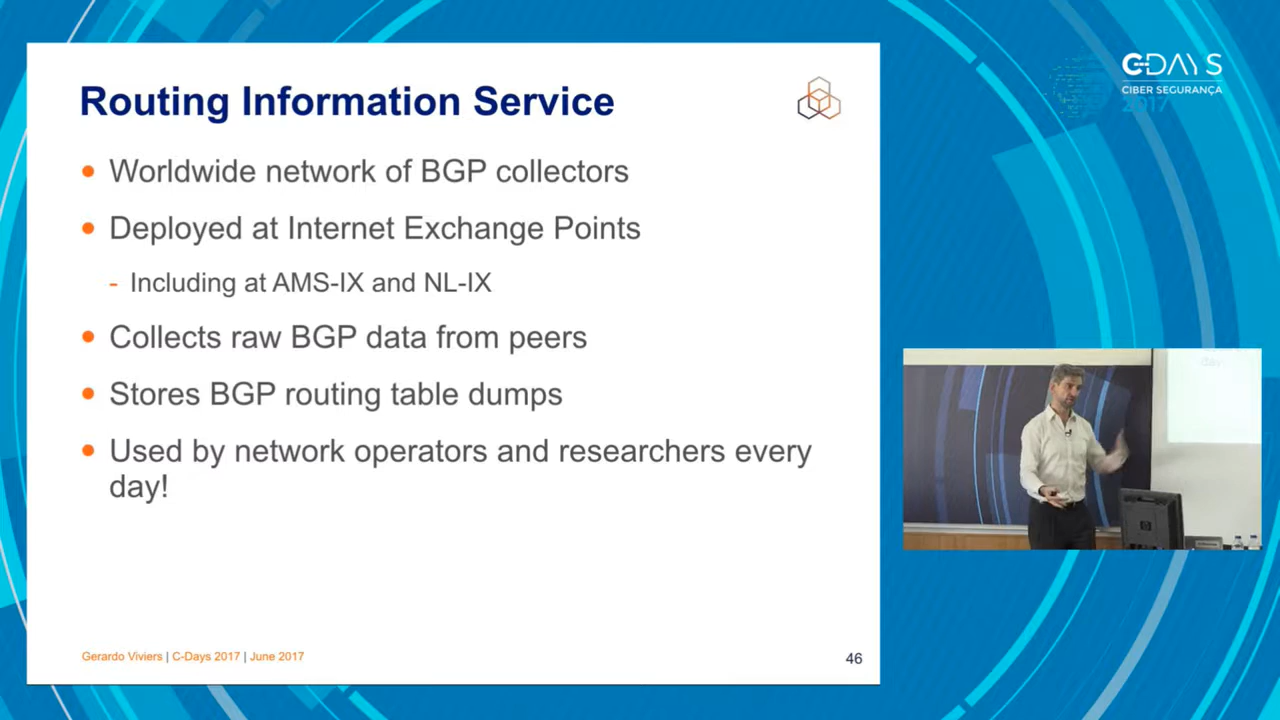 Routing Information Service
• Worldwide network of BGP collectors
• Deployed at Internet Exchange Points
- Including at AMS-IX and NL-IX
• Collects raw BGP data from peers
• Stores BGP routing table dumps
• Used by network operators and researchers every
day!
Gerardo Viviers | C-Days 2017 | June 2017
46
C-DAYS
CIBER SEGURANÇA
2017
day!